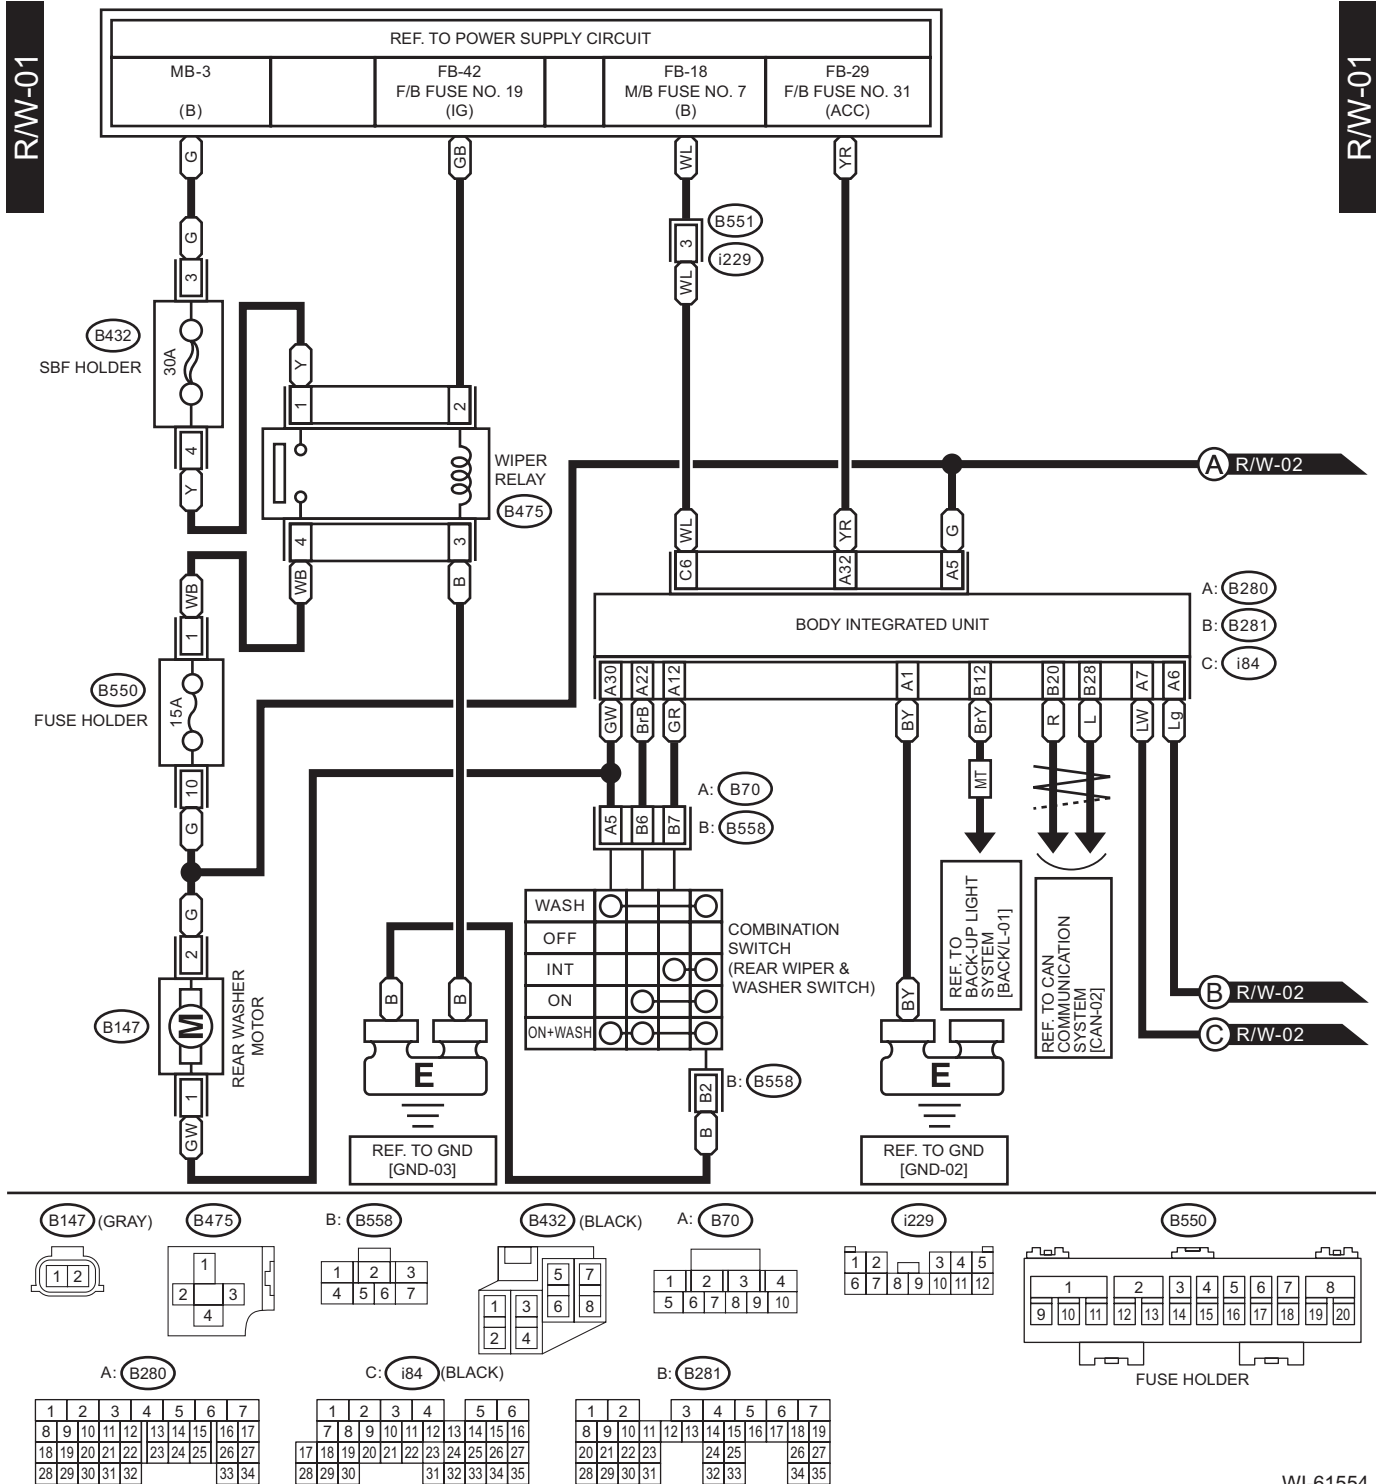 R/W-01
R/W-01
REF. TO POWER SUPPLY CIRCUIT
MB-3
(B)
FB-42
F/B FUSE NO. 19
(IG)
FB-18
M/B FUSE NO. 7
(B)
FB-29
F/B FUSE NO. 31
(ACC)
G
GB
WL
YR
G
3
B551
i229
WL
3
B432
SBF HOLDER
30A
Y
1
2
4
Y
WIPER
RELAY
B475
A R/W-02
4
3
WB
B
WL
YR
G
C6
A32
A5
WB
1
BODY INTEGRATED UNIT
A: B280
B: B281
C: i84
B550
FUSE HOLDER
15A
A30
A22
A12
A1
B12
B20
B28
A7
A6
GW
BrB
GR
BY
BrY
R
L
LW
Lg
10
G
MT
A: B70
B: B558
A5
B6
B7
G
2
WASH
OFF
INT
ON
ON+WASH
COMBINATION
SWITCH
(REAR WIPER &
WASHER SWITCH)
REF. TO
BACK-UP LIGHT
SYSTEM
[BACK/L-01]
REF. TO CAN
COMMUNICATION
SYSTEM
[CAN-02]
B R/W-02
C R/W-02
B147
M
REAR WASHER
MOTOR
B
B
BY
E
E
1
GW
B2
B: B558
B
REF. TO GND
[GND-03]
REF. TO GND
[GND-02]
B147 (GRAY)
B475
B: B558
B432 (BLACK)
A: B70
i229
B550
1 2
1
2 3
4
1 2 3
4 5 6 7
5 7
6 8
1 3
2 4
1 2 3 4
5 6 7 8 9 10
1 2 3 4 5
6 7 8 9 10 11 12
1 2 3 4 5 6 7 8
9 10 11 12 13 14 15 16 17 18 19 20
FUSE HOLDER
A: B280
C: i84 (BLACK)
B: B281
1 2 3 4 5 6 7
8 9 10 11 12 13 14 15 16 17
18 19 20 21 22 23 24 25 26 27
28 29 30 31 32 33 34
1 2 3 4 5 6
7 8 9 10 11 12 13 14 15 16
17 18 19 20 21 22 23 24 25 26 27
28 29 30 31 32 33 34 35
1 2 3 4 5 6 7
8 9 10 11 12 13 14 15 16 17 18 19
20 21 22 23 24 25 26 27
28 29 30 31 32 33 34 35
WI-61554